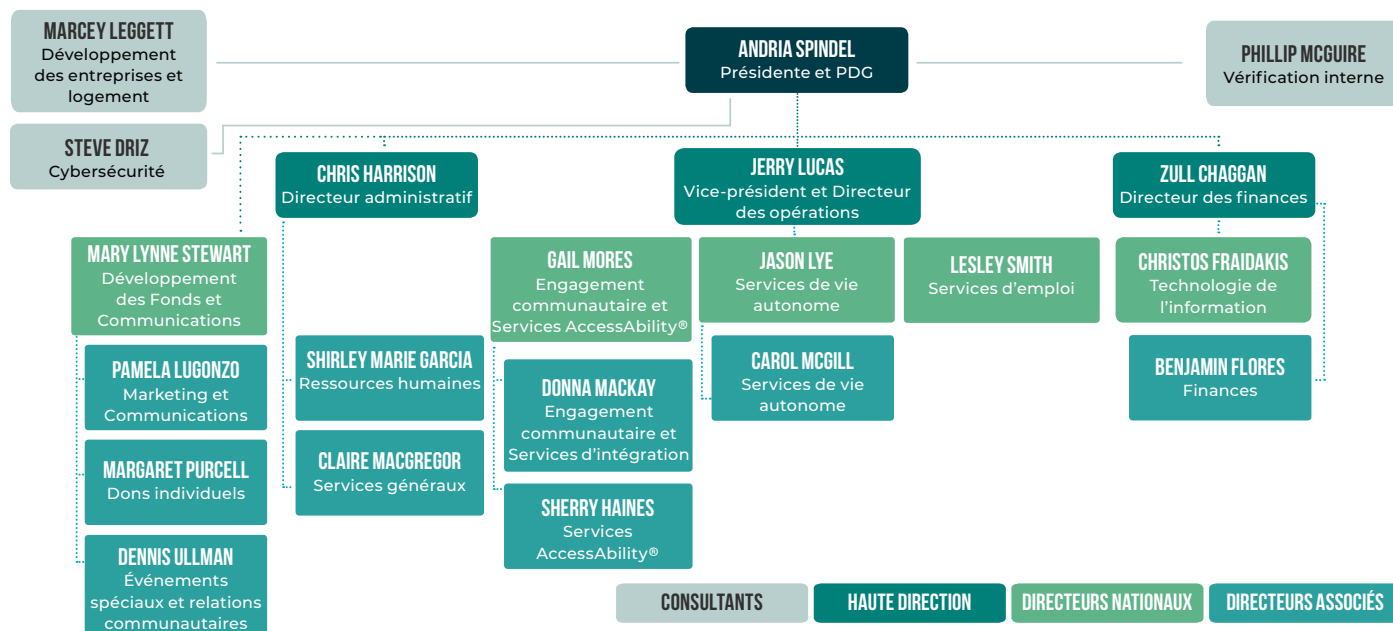 MARCEY LEGGETT
Développement
des entreprises et
logement
ANDRIA SPINDEL
Présidente et PDG
PHILLIP MCGUIRE
Vérification interne
STEVE DRIZ
Cybersécurité
CHRIS HARRISON
Directeur administratif
JERRY LUCAS
Vice-président et Directeur
des opérations
ZULL CHAGGAN
Directeur des finances
MARY LYNNE STEWART
Développement
des Fonds et
Communications
GAIL MORES
Engagement
communautaire et
Services AccessAbility®
JASON LYE
Services de vie
autonome
LESLEY SMITH
Services d'emploi
CHRISTOS FRAIDAKIS
Technologie de
l'information
PAMELA LUGONZO
Marketing et
Communications
SHIRLEY MARIE GARCIA
Ressources humaines
DONNA MACKAY
Engagement
communautaire et
Services d'intégration
CAROL MCGILL
Services de vie
autonome
BENJAMIN FLORES
Finances
MARGARET PURCELL
Dons individuels
CLAIRE MACGREGOR
Services généraux
SHERRY HAINES
Services
AccessAbility®
DENNIS ULLMAN
Événements
spéciaux et relations
communautaires
CONSULTANTS
HAUTE DIRECTION
DIRECTEURS NATIONAUX
DIRECTEURS ASSOCIÉS